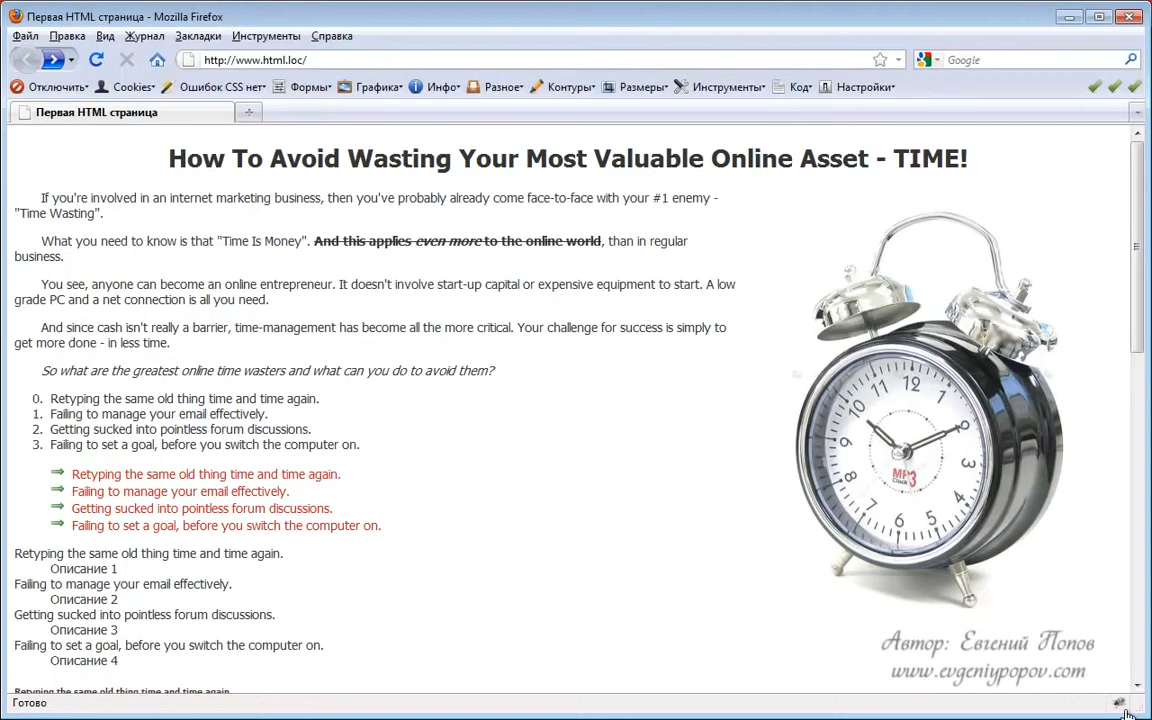 Первая HTML страница - Mozilla Firefox
Файл Правка Вид Журнал Закладки Инструменты Справка
http://www.html.loc/
Google
Отключить Cookies Ошибок CSS нет Формы Графика Инфо Разное Контуры Размеры Инструменты Код Настройки
Первая HTML страница
How To Avoid Wasting Your Most Valuable Online Asset - TIME!
If you're involved in an internet marketing business, then you've probably already come face-to-face with your #1 enemy -
"Time Wasting".
What you need to know is that "Time Is Money". And this applies even more to the online world, than in regular
business.
You see, anyone can become an online entrepreneur. It doesn't involve start-up capital or expensive equipment to start. A low
grade PC and a net connection is all you need.
And since cash isn't really a barrier, time-management has become all the more critical. Your challenge for success is simply to
get more done - in less time.
So what are the greatest online time wasters and what can you do to avoid them?
0. Retyping the same old thing time and time again.
1. Failing to manage your email effectively.
2. Getting sucked into pointless forum discussions.
3. Failing to set a goal, before you switch the computer on.
Retyping the same old thing time and time again.
Failing to manage your email effectively.
Getting sucked into pointless forum discussions.
Failing to set a goal, before you switch the computer on.
Retyping the same old thing time and time again.
Описание 1
Failing to manage your email effectively.
Описание 2
Getting sucked into pointless forum discussions.
Описание 3
Failing to set a goal, before you switch the computer on.
Описание 4
Retyping the same old thing time and time again
MP3
Clock
Автор: Евгений Попов
www.evgeniypopov.com
Готово